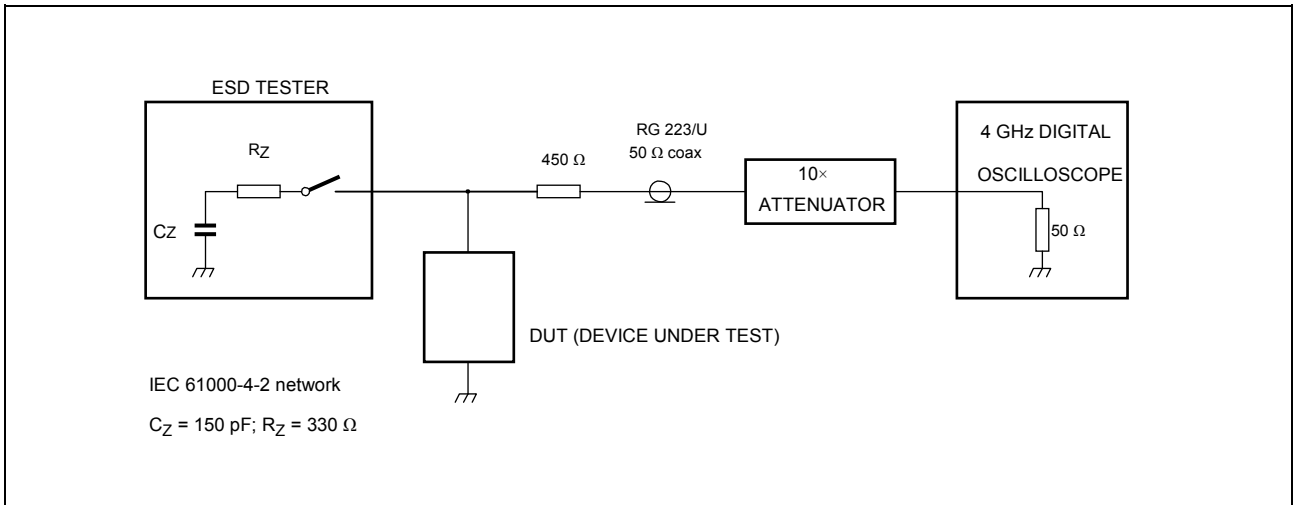 ESD TESTER
RZ
CZ
450 Ω
RG 223/U
50 Ω coax
10×
ATTENUATOR
4 GHz DIGITAL
OSCILLOSCOPE
50 Ω
DUT (DEVICE UNDER TEST)
IEC 61000-4-2 network
CZ = 150 pF; RZ = 330 Ω